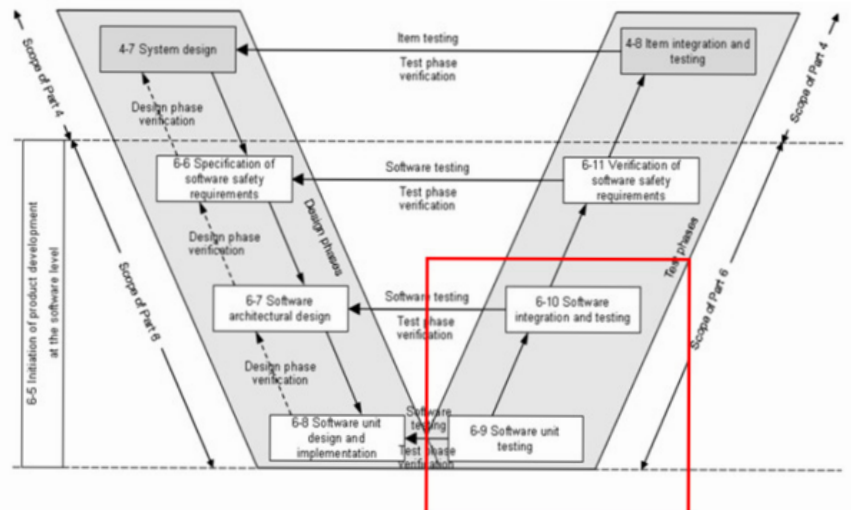 Scope of Part 4
4-7 System design
Item testing
Test phase
verification
4-8 Item integration and
testing
Scope of Part 4
Design phase
verification
6-5 Initiation of product development
at the software level
6-6 Specification of
software safety
requirements
Software testing
Test phase
verification
6-11 Verification of
software safety
requirements
Design phases
Test phases
Design phase
verification
Scope of Part 6
Scope of Part 6
6-7 Software
architectural design
Software testing
Test phase
verification
6-10 Software
integration and testing
Design phase
verification
6-8 Software unit
design and
implementation
Software
testing
Test phase
verification
6-9 Software unit
testing